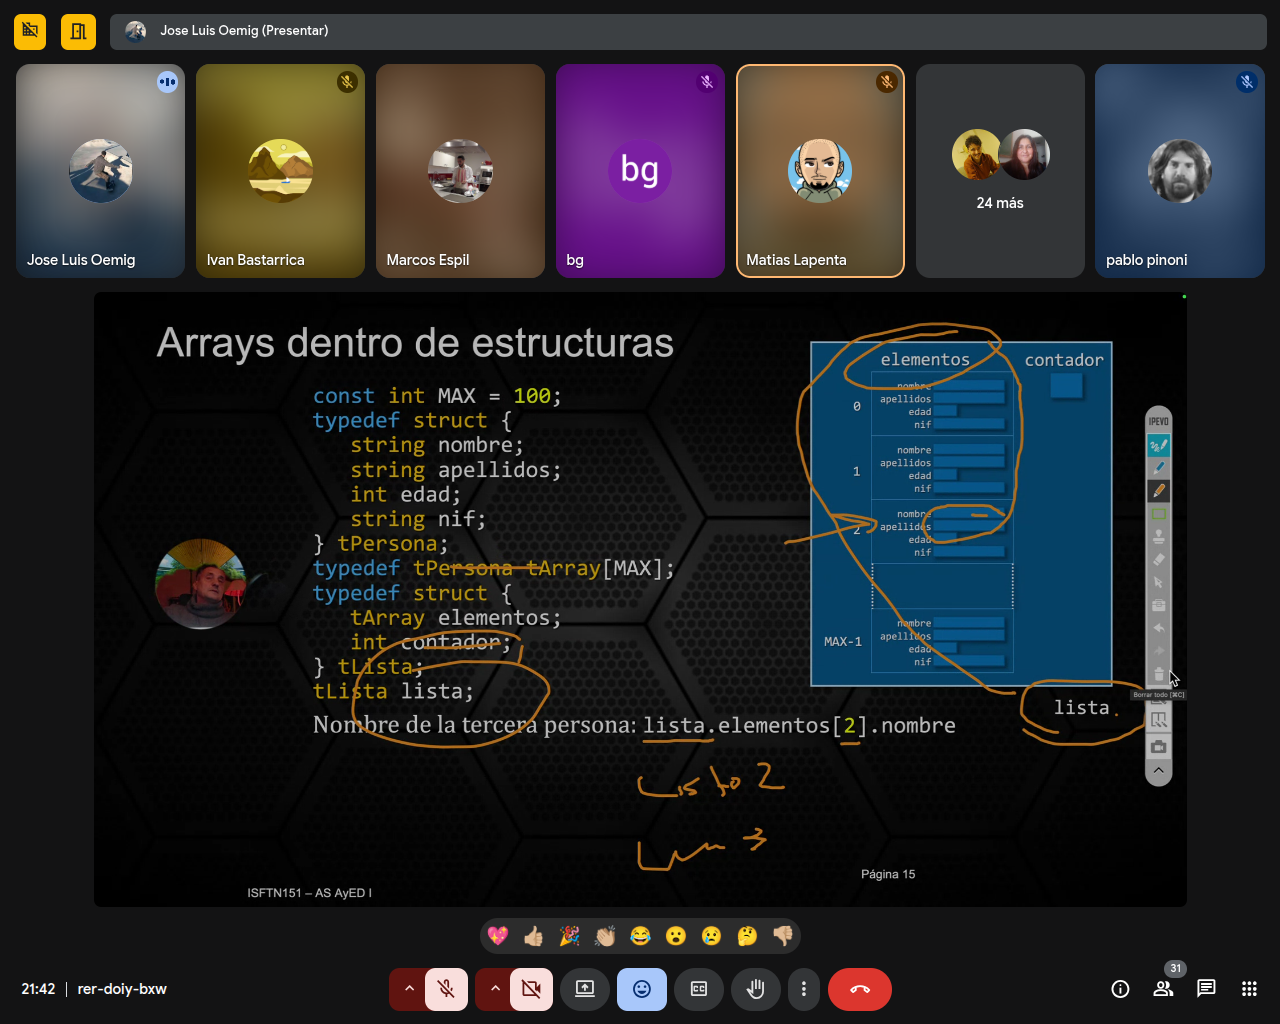 Jose Luis Oemig (Presentar)
Jose Luis Oemig
Ivan Bastarrica
Marcos Espil
bg
bg
Matias Lapenta
24 más
pablo pinoni
Arrays dentro de estructuras
const int MAX = 100;
typedef struct {
string nombre;
string apellidos;
int edad;
string nif;
} tPersona;
typedef tPersona tArray[MAX];
typedef struct {
tArray elementos;
int contador;
} tLista;
tLista lista;
Nombre de la tercera persona: lista.elementos[2].nombre
elementos contador
nombre
apellidos
edad
nif
0
nombre
apellidos
edad
nif
1
nombre
apellidos
edad
nif
2
nombre
apellidos
edad
nif
MAX-1
lista
IPEVO
Borrar todo [⌘C]
ISFTN151 – AS AyED I
Página 15
21:42 | rer-doiy-bxw
31